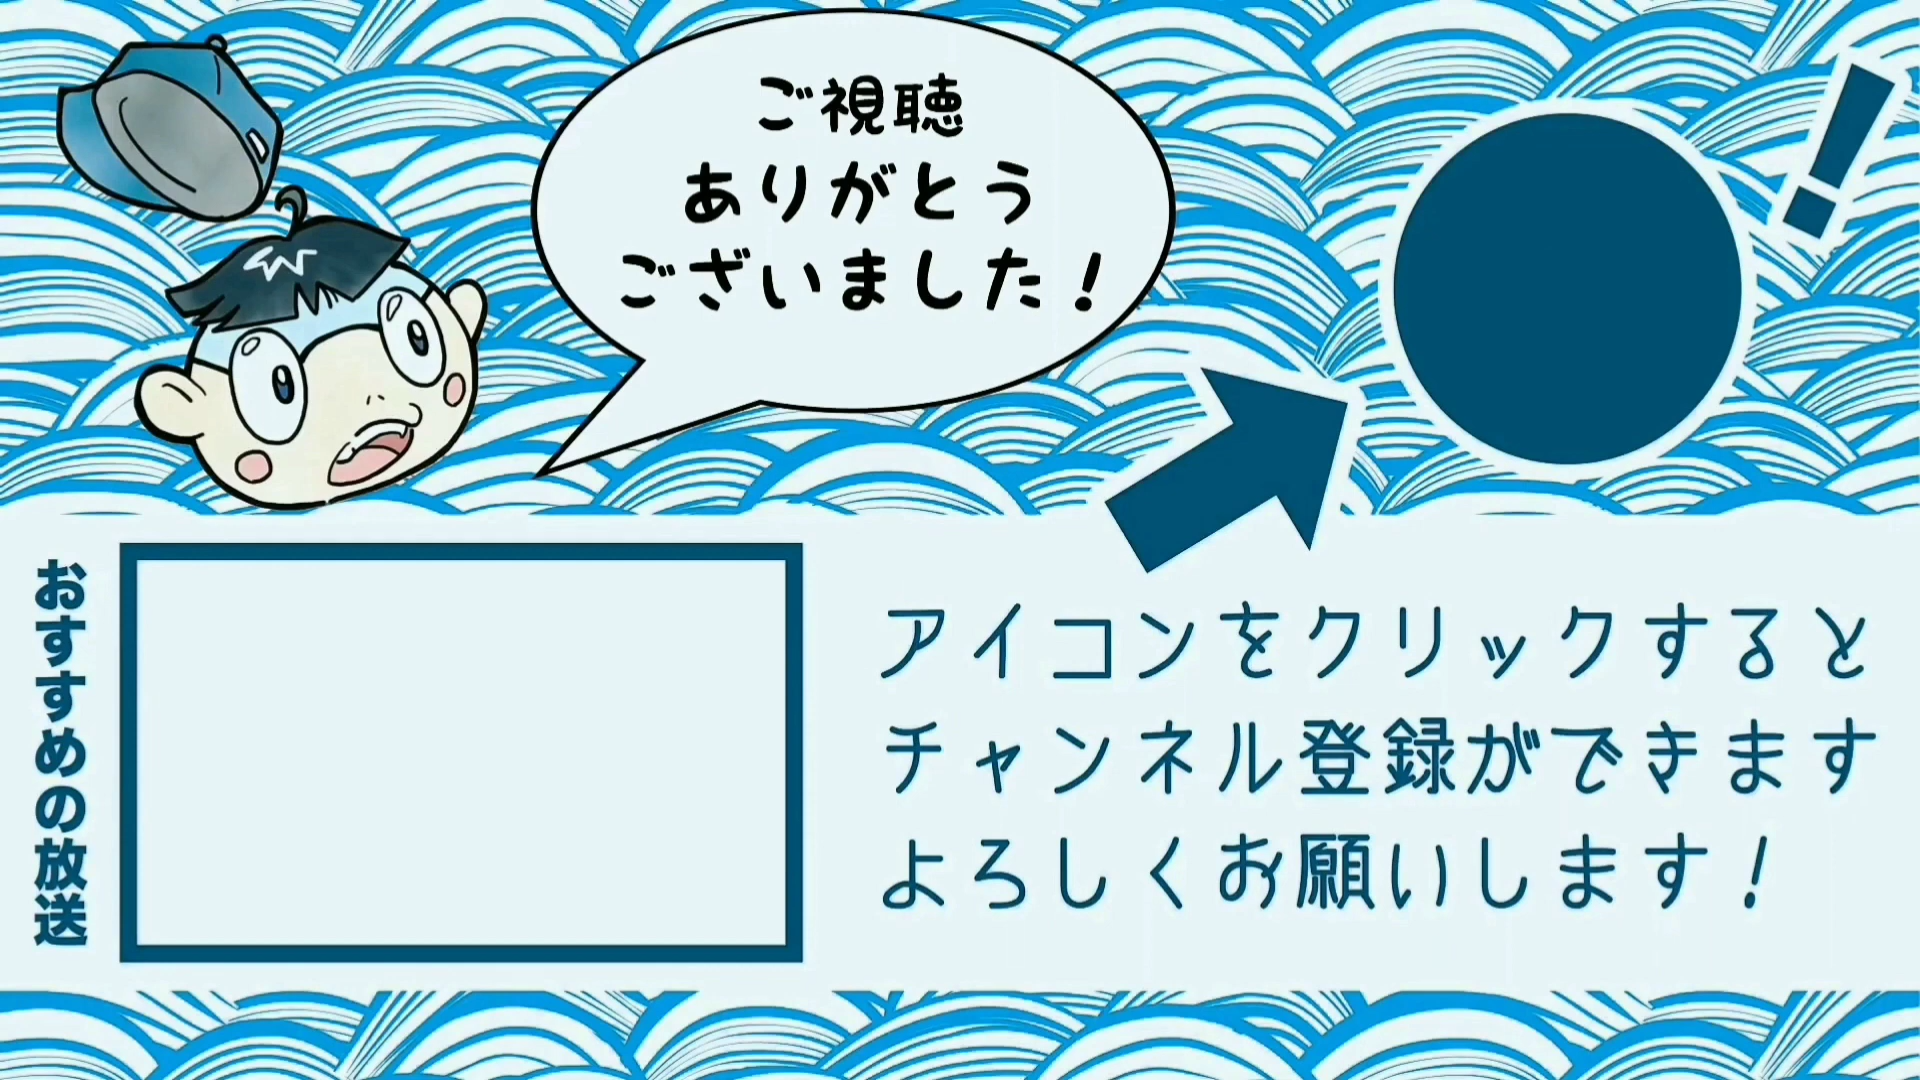 ご視聴
ありがとう
ございました！
おすすめの放送
アイコンをクリックすると
チャンネル登録ができます
よろしくお願いします！